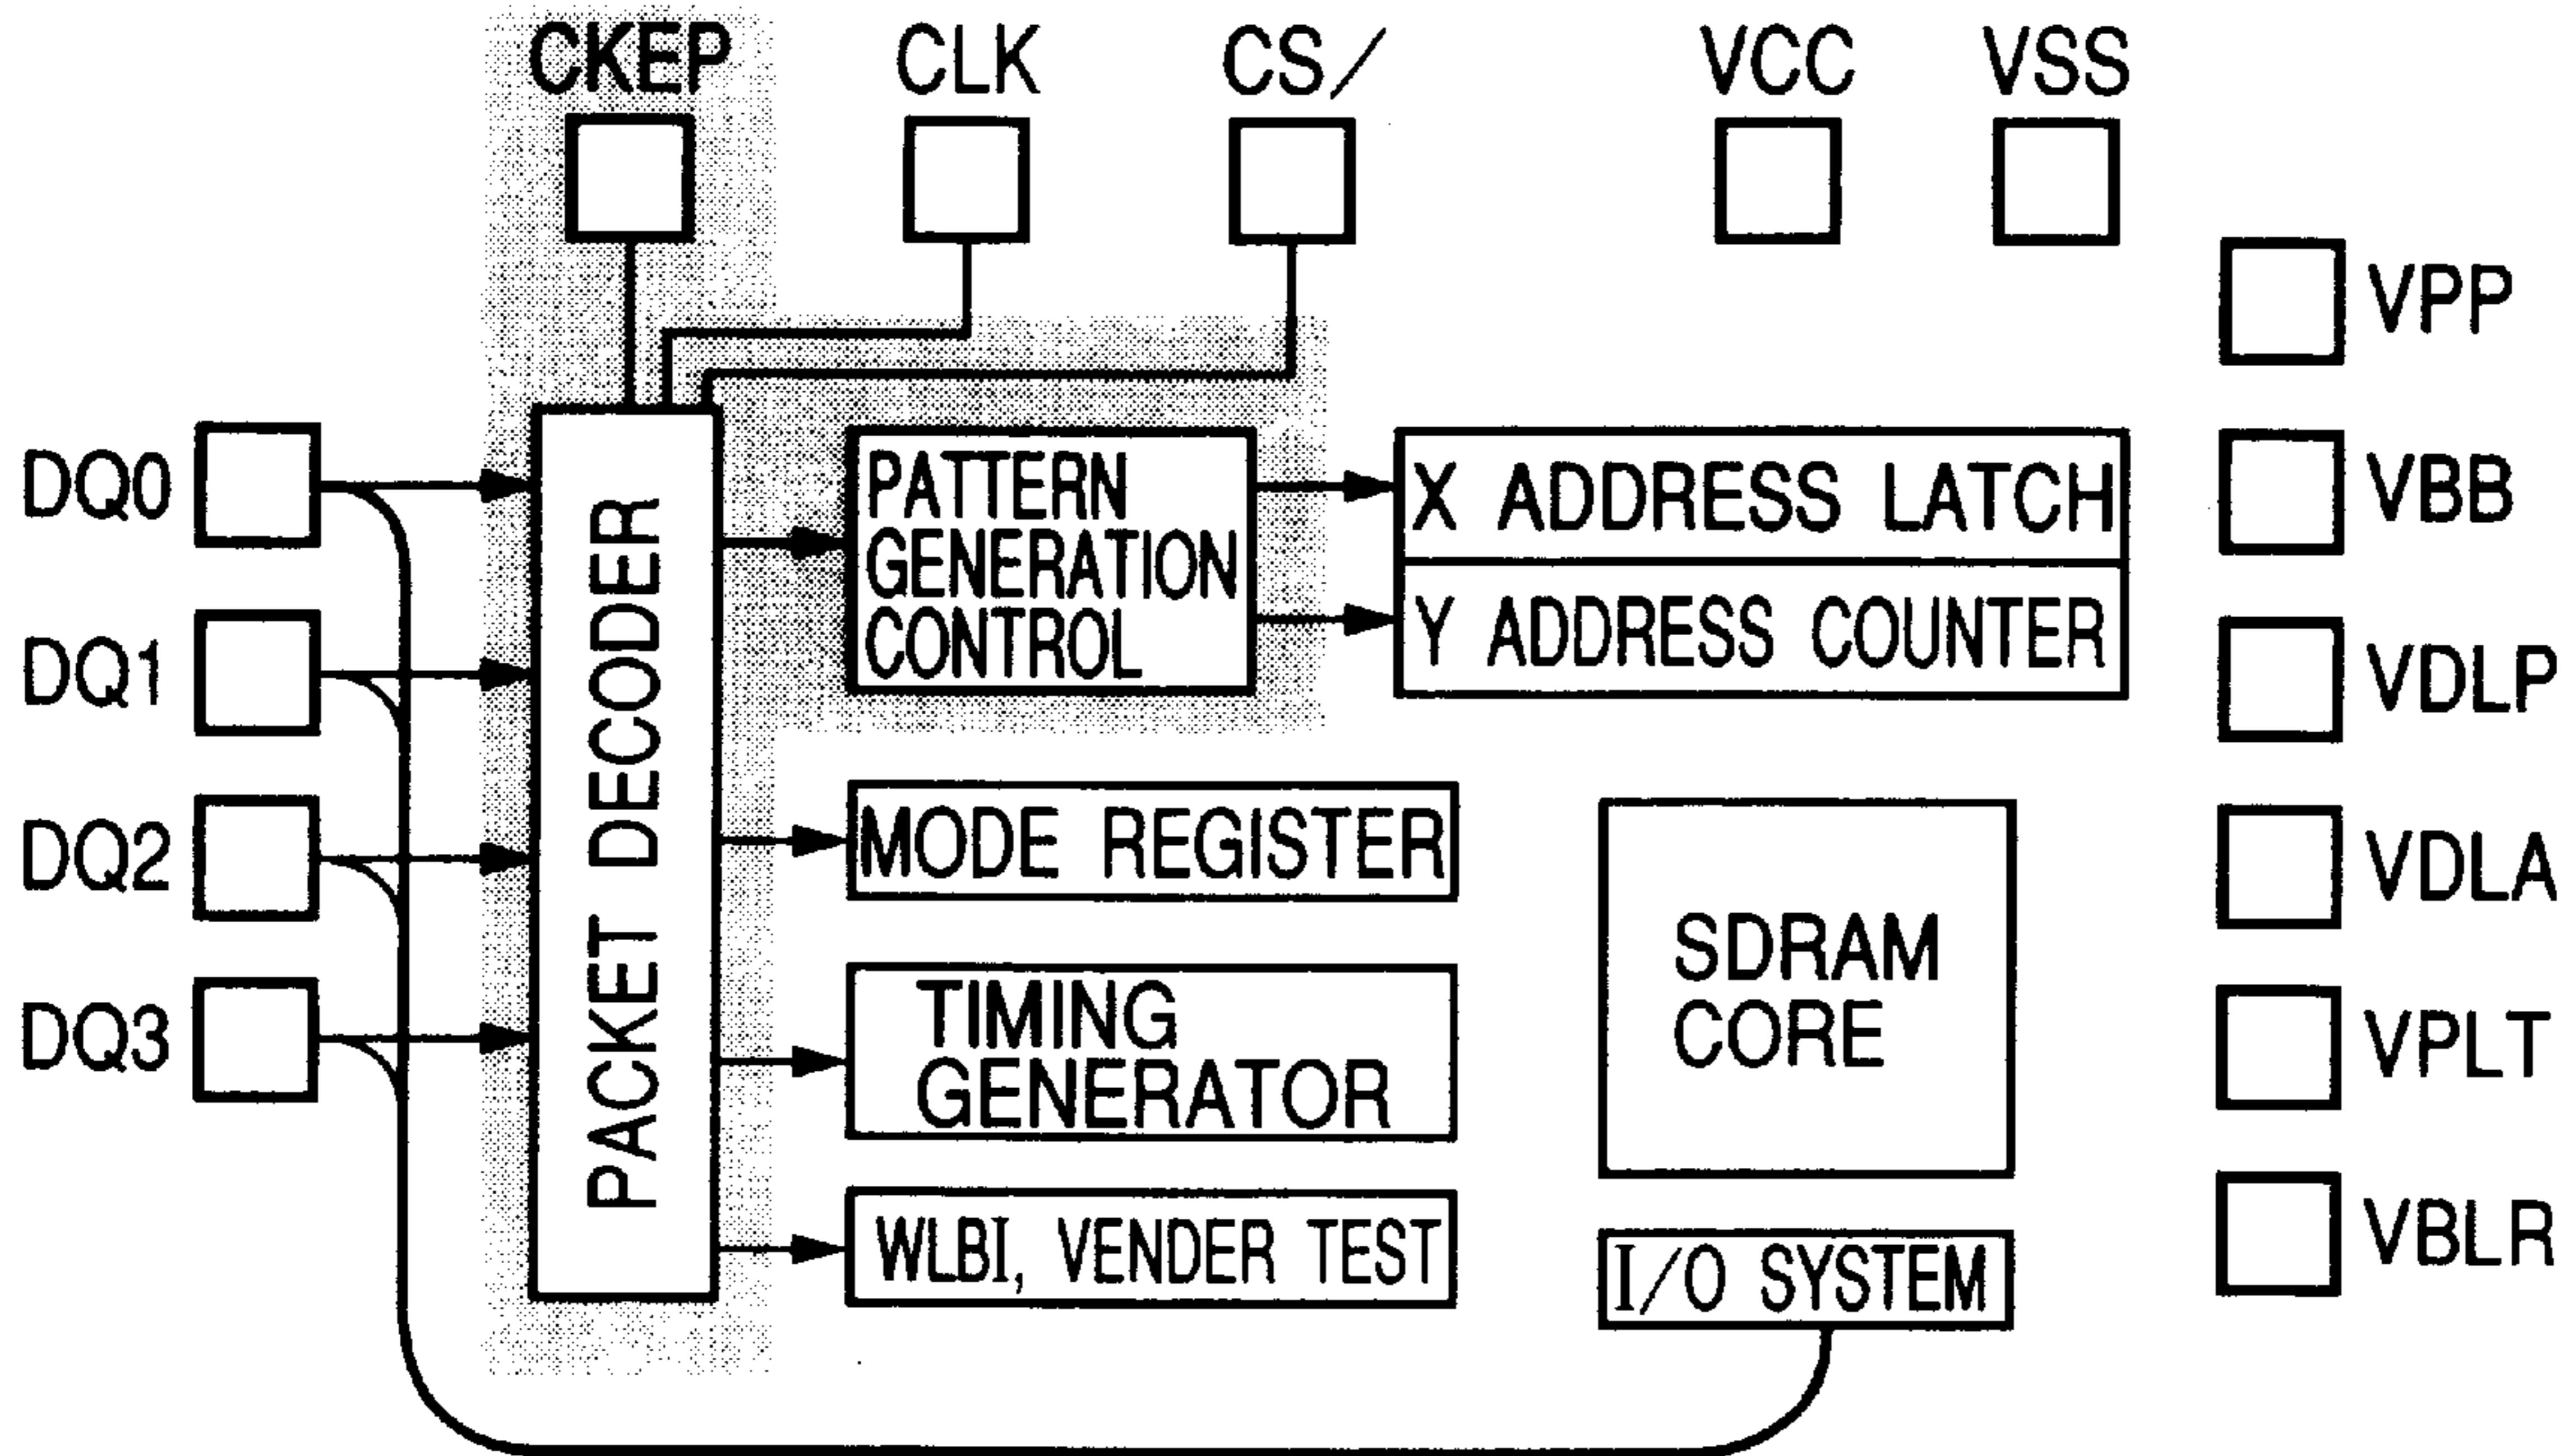 CKEP
CLK
CS/
VCC
VSS
VPP
VBB
VDLP
VDLA
VPLT
VBLR
DQ0
DQ1
DQ2
DQ3
PACKET DECODER
PATTERN
GENERATION
CONTROL
X ADDRESS LATCH
Y ADDRESS COUNTER
MODE REGISTER
TIMING
GENERATOR
WLBI, VENDER TEST
SDRAM
CORE
I/O SYSTEM